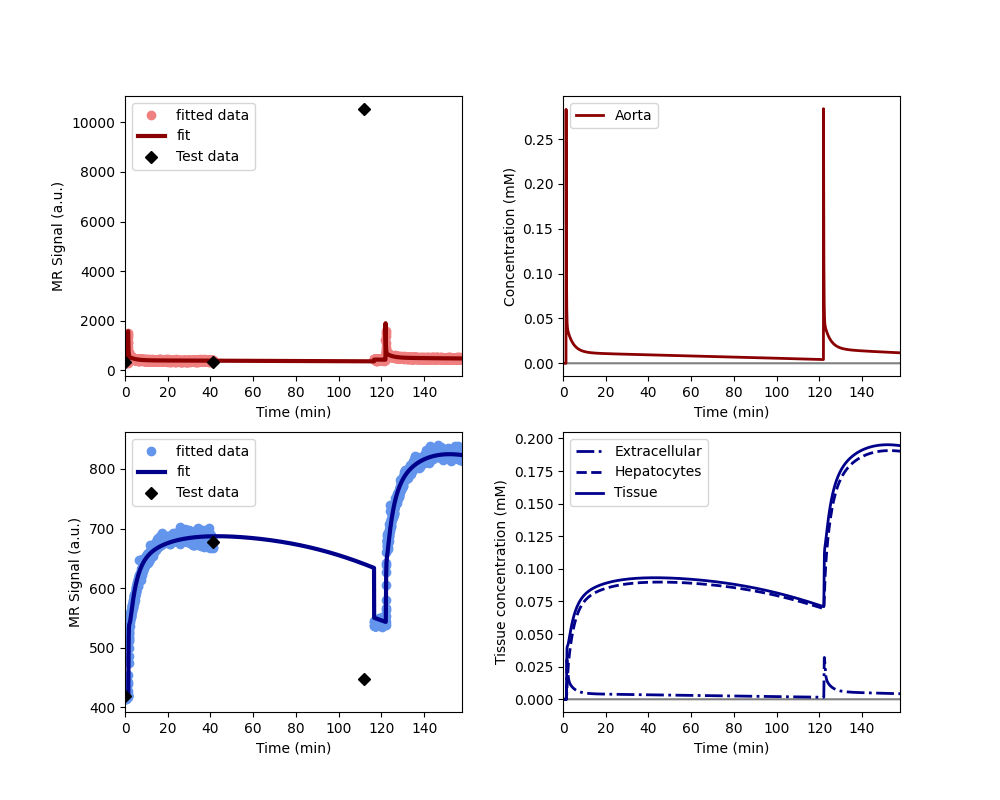 fitted data
fit
Test data
10000
8000
6000
4000
2000
0
MR Signal (a.u.)
0 20 40 60 80 100 120 140
Time (min)
Aorta
0.25
0.20
0.15
0.10
0.05
0.00
Concentration (mM)
0 20 40 60 80 100 120 140
Time (min)
fitted data
fit
Test data
800
700
600
500
400
MR Signal (a.u.)
0 20 40 60 80 100 120 140
Time (min)
Extracellular
Hepatocytes
Tissue
0.200
0.175
0.150
0.125
0.100
0.075
0.050
0.025
0.000
Tissue concentration (mM)
0 20 40 60 80 100 120 140
Time (min)